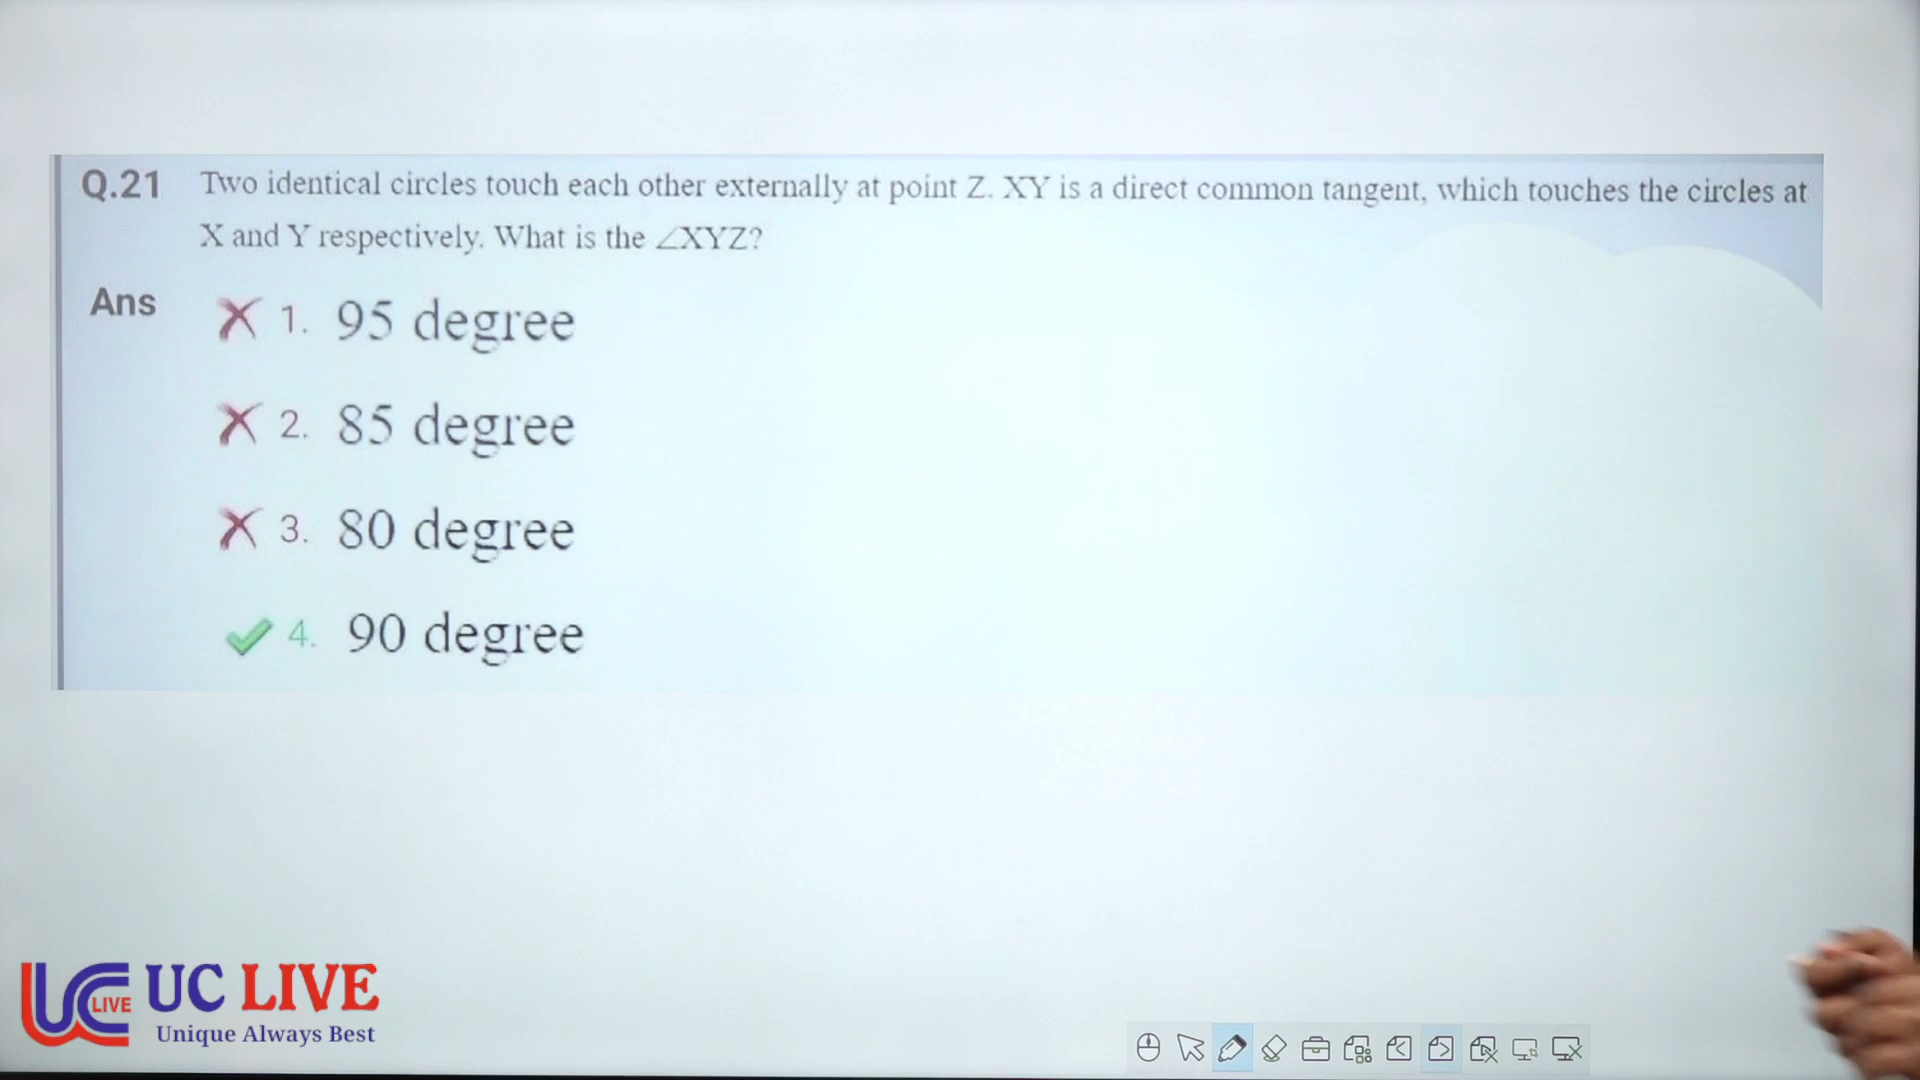 Q.21 Two identical circles touch each other externally at point Z. XY is a direct common tangent, which touches the circles at
X and Y respectively. What is the ∠XYZ?
Ans
1. 95 degree
2. 85 degree
3. 80 degree
4. 90 degree
LIVE
UC LIVE
Unique Always Best